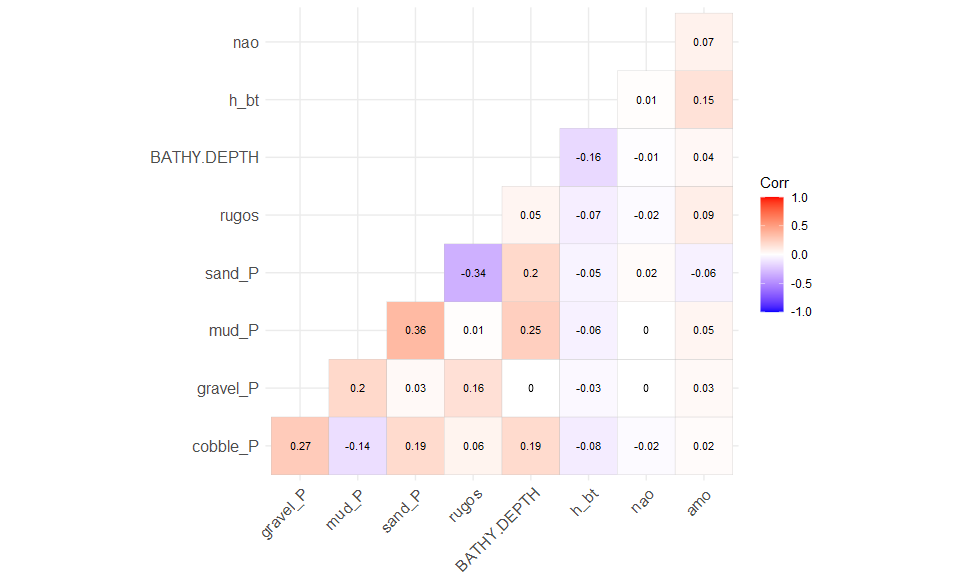 nao 0.07
h_bt 0.01 0.15
BATHY.DEPTH -0.16 -0.01 0.04
rugos 0.05 -0.07 -0.02 0.09
sand_P -0.34 0.2 -0.05 0.02 -0.06
mud_P 0.36 0.01 0.25 -0.06 0 0.05
gravel_P 0.2 0.03 0.16 0 -0.03 0 0.03
cobble_P 0.27 -0.14 0.19 0.06 0.19 -0.08 -0.02 0.02
gravel_P mud_P sand_P rugos BATHY.DEPTH h_bt nao amo
Corr
1.0
0.5
0.0
-0.5
-1.0